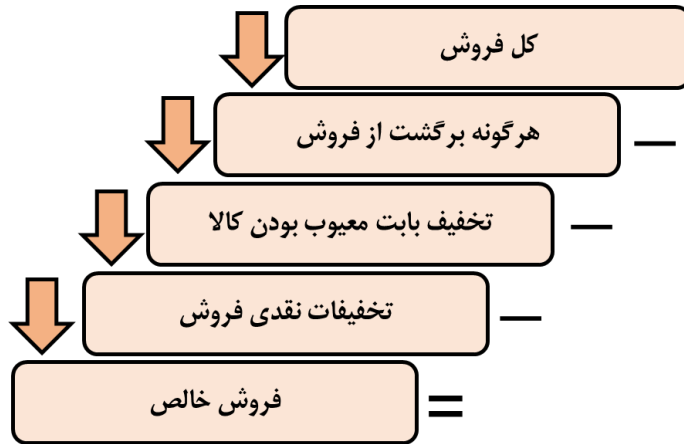 کل فروش
هرگونه برگشت از فروش —
تخفیف بابت معیوب بودن کالا —
تخفیفات نقدی فروش —
فروش خالص =